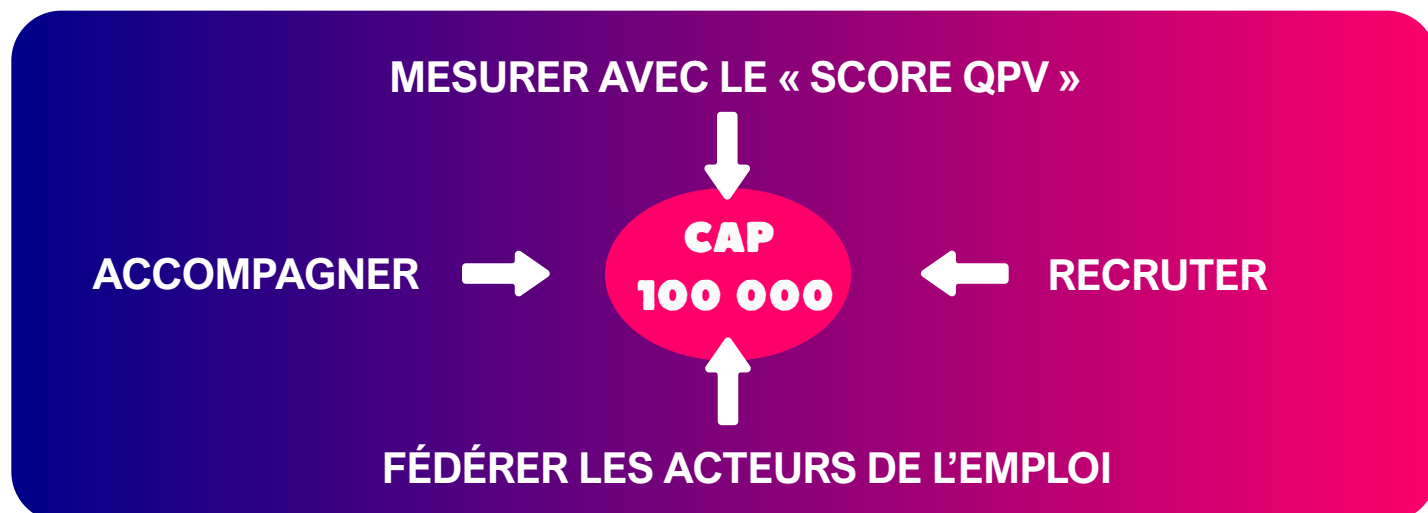 MESURER AVEC LE « SCORE QPV »
CAP
100 000
ACCOMPAGNER
RECRUTER
FÉDÉRER LES ACTEURS DE L’EMPLOI